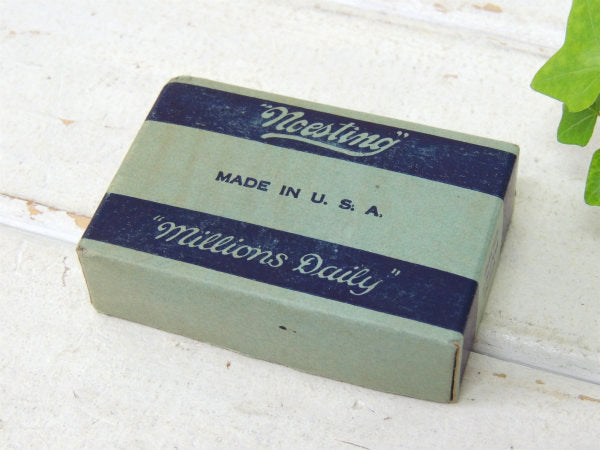 "Noesting"
MADE IN U. S. A.
"Millions Daily"